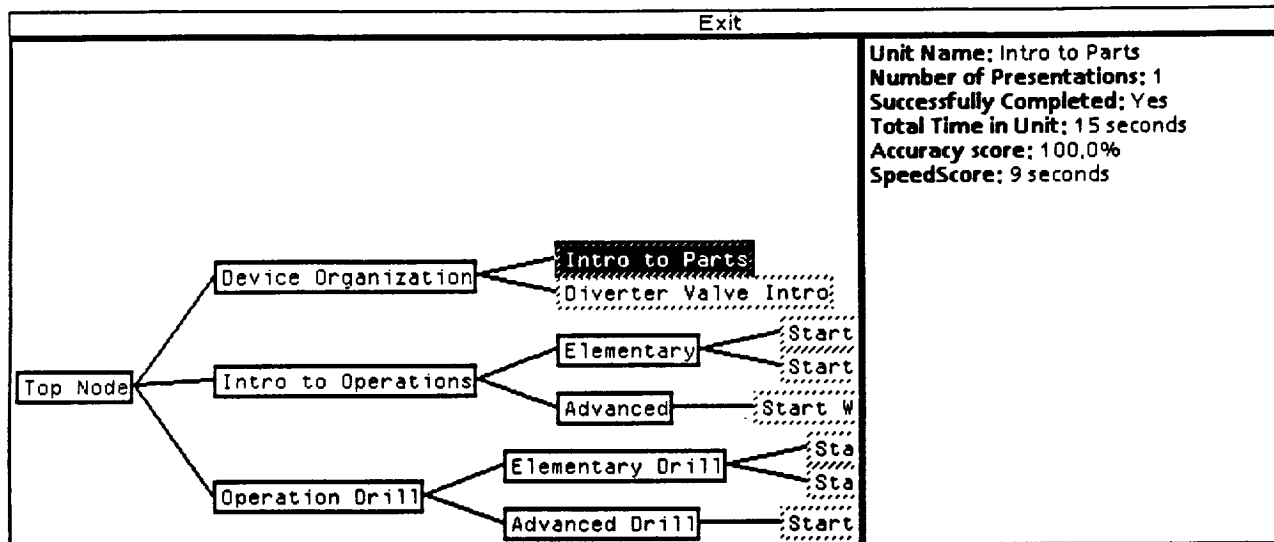 Exit
Unit Name: Intro to Parts
Number of Presentations: 1
Successfully Completed: Yes
Total Time in Unit: 15 seconds
Accuracy score: 100.0%
SpeedScore: 9 seconds
Intro to Parts
Device Organization
Diverter Valve Intro
Start
Elementary
Start
Top Node
Intro to Operations
Advanced
Start W
Sta
Elementary Drill
Sta
Operation Drill
Advanced Drill
Start